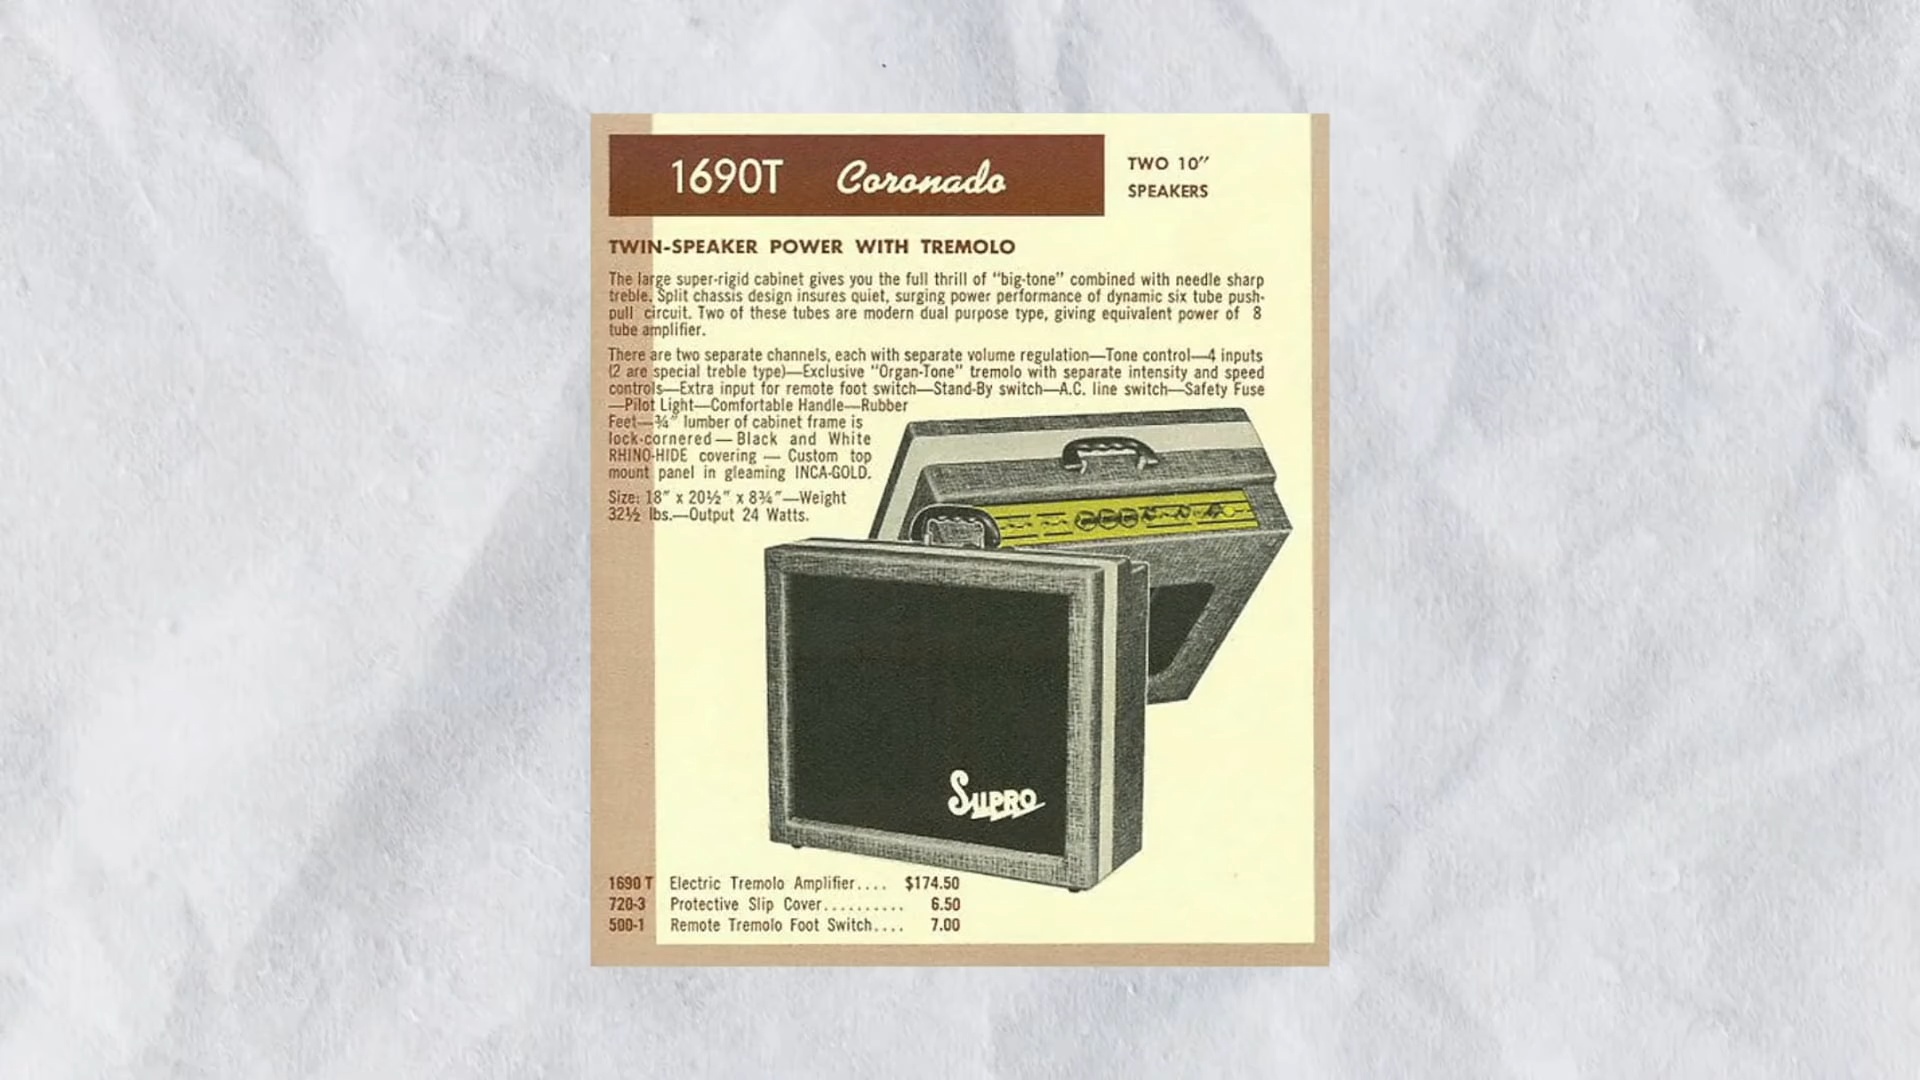 1690T Coronado
TWO 10″
SPEAKERS
TWIN-SPEAKER POWER WITH TREMOLO
The large super-rigid cabinet gives you the full thrill of “big-tone” combined with needle sharp
treble. Split chassis design insures quiet, surging power performance of dynamic six tube push-
pull circuit. Two of these tubes are modern dual purpose type, giving equivalent power of 8
tube amplifier.
There are two separate channels, each with separate volume regulation—Tone control—4 inputs
(2 are special treble type)—Exclusive “Organ-Tone” tremolo with separate intensity and speed
controls—Extra input for remote foot switch—Stand-By switch—A.C. line switch—Safety Fuse
—Pilot Light—Comfortable Handle—Rubber
Feet—¾″ lumber of cabinet frame is
lock-cornered — Black and White
RHINO-HIDE covering — Custom top
mount panel in gleaming INCA-GOLD.
Size: 18″ x 20½″ x 8¾″—Weight
32½ lbs.—Output 24 Watts.
SUPRO
1690 T Electric Tremolo Amplifier.... $174.50
720-3 Protective Slip Cover.......... 6.50
500-1 Remote Tremolo Foot Switch.... 7.00